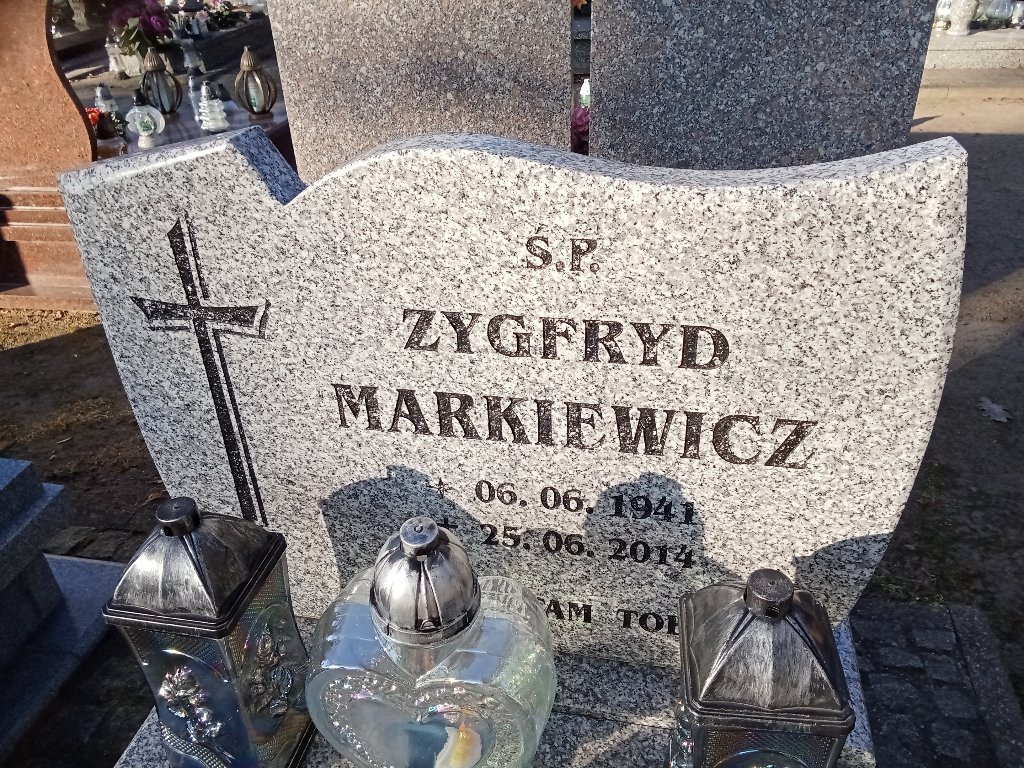 Ś.P.
ZYGFRYD
MARKIEWICZ
06. 06. 1941
25. 06. 2014